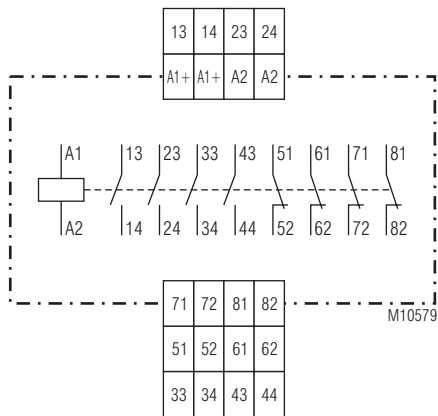 13 14 23 24
A1+ A1+ A2 A2
A1 13 23 33 43 51 61 71 81
A2 14 24 34 44 52 62 72 82
71 72 81 82
M10579
51 52 61 62
33 34 43 44